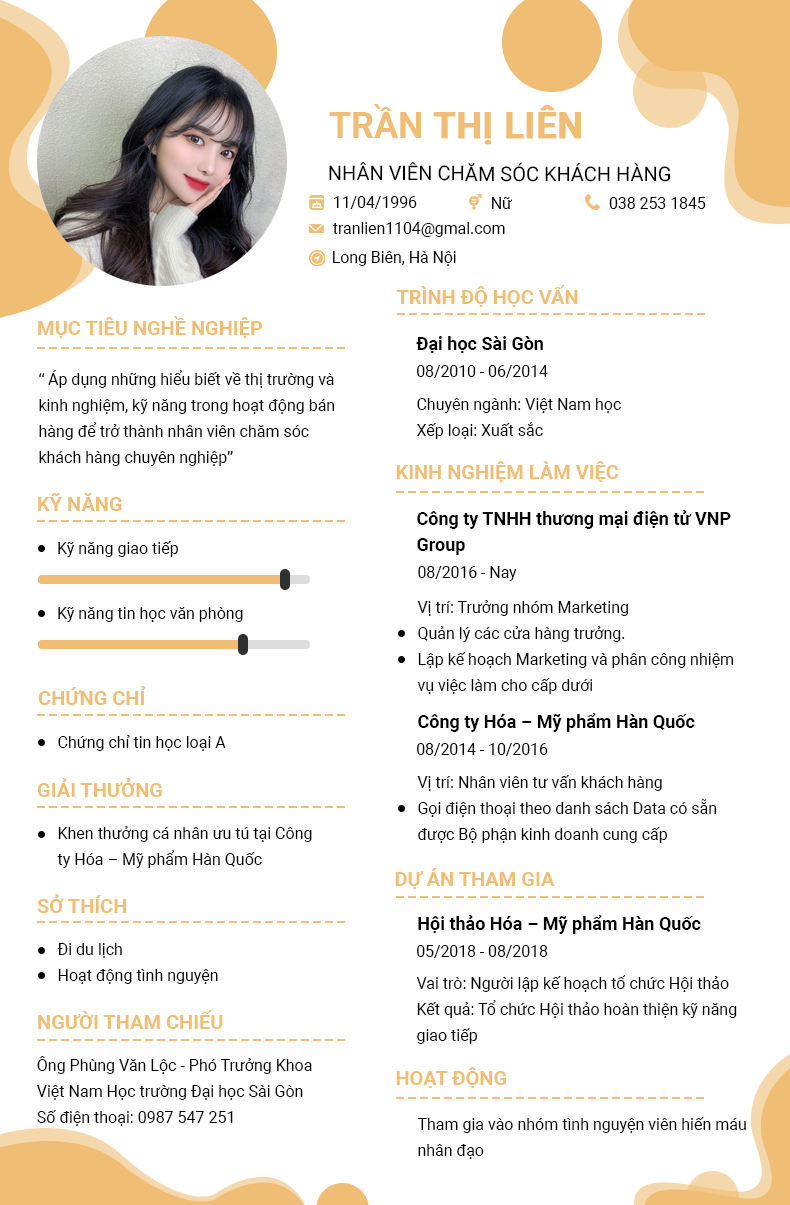 TRẦN THỊ LIÊN
NHÂN VIÊN CHĂM SÓC KHÁCH HÀNG
11/04/1996
Nữ
038 253 1845
tranlien1104@gmal.com
Long Biên, Hà Nội
MỤC TIÊU NGHỀ NGHIỆP
“ Áp dụng những hiểu biết về thị trường và
kinh nghiệm, kỹ năng trong hoạt động bán
hàng để trở thành nhân viên chăm sóc
khách hàng chuyên nghiệp”
KỸ NĂNG
Kỹ năng giao tiếp
Kỹ năng tin học văn phòng
CHỨNG CHỈ
Chứng chỉ tin học loại A
GIẢI THƯỞNG
Khen thưởng cá nhân ưu tú tại Công
ty Hóa – Mỹ phẩm Hàn Quốc
SỞ THÍCH
Đi du lịch
Hoạt động tình nguyện
NGƯỜI THAM CHIẾU
Ông Phùng Văn Lộc - Phó Trưởng Khoa
Việt Nam Học trường Đại học Sài Gòn
Số điện thoại: 0987 547 251
TRÌNH ĐỘ HỌC VẤN
Đại học Sài Gòn
08/2010 - 06/2014
Chuyên ngành: Việt Nam học
Xếp loại: Xuất sắc
KINH NGHIỆM LÀM VIỆC
Công ty TNHH thương mại điện tử VNP
Group
08/2016 - Nay
Vị trí: Trưởng nhóm Marketing
Quản lý các cửa hàng trưởng.
Lập kế hoạch Marketing và phân công nhiệm
vụ việc làm cho cấp dưới
Công ty Hóa – Mỹ phẩm Hàn Quốc
08/2014 - 10/2016
Vị trí: Nhân viên tư vấn khách hàng
Gọi điện thoại theo danh sách Data có sẵn
được Bộ phận kinh doanh cung cấp
DỰ ÁN THAM GIA
Hội thảo Hóa – Mỹ phẩm Hàn Quốc
05/2018 - 08/2018
Vai trò: Người lập kế hoạch tố chức Hội thảo
Kết quả: Tổ chức Hội thảo hoàn thiện kỹ năng
giao tiếp
HOẠT ĐỘNG
Tham gia vào nhóm tình nguyện viên hiến máu
nhân đạo